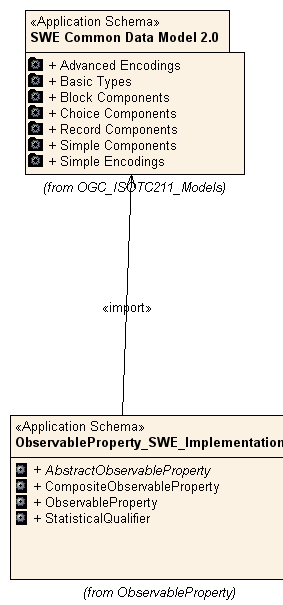 «Application Schema»
SWE Common Data Model 2.0
+ Advanced Encodings
+ Basic Types
+ Block Components
+ Choice Components
+ Record Components
+ Simple Components
+ Simple Encodings
(from OGC_ISOTC211_Models)
«import»
«Application Schema»
ObservableProperty_SWE_Implementation
+ AbstractObservableProperty
+ CompositeObservableProperty
+ ObservableProperty
+ StatisticalQualifier
(from ObservableProperty)